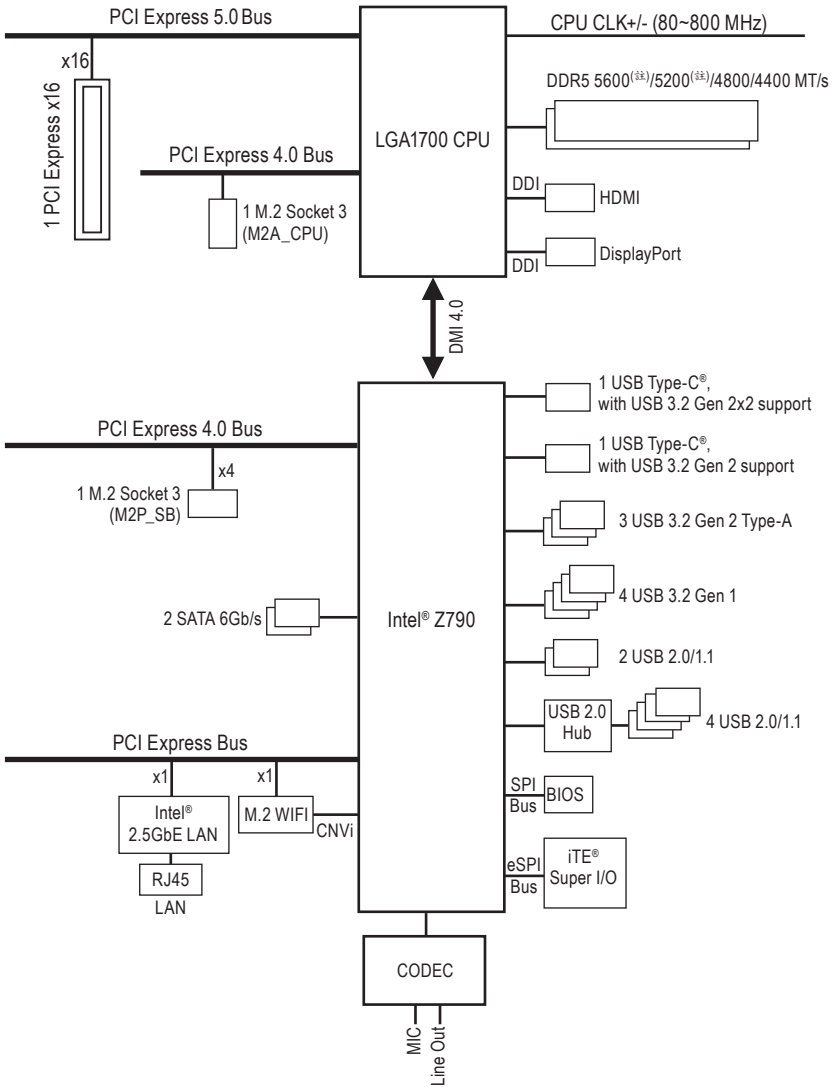 PCI Express 5.0 Bus
CPU CLK+/- (80~800 MHz)
x16
1 PCI Express x16
DDR5 5600(註)/5200(註)/4800/4400 MT/s
LGA1700 CPU
PCI Express 4.0 Bus
1 M.2 Socket 3
(M2A_CPU)
DDI
HDMI
DDI
DisplayPort
DMI 4.0
1 USB Type-C®,
with USB 3.2 Gen 2x2 support
PCI Express 4.0 Bus
x4
1 M.2 Socket 3
(M2P_SB)
1 USB Type-C®,
with USB 3.2 Gen 2 support
3 USB 3.2 Gen 2 Type-A
4 USB 3.2 Gen 1
2 SATA 6Gb/s
Intel® Z790
2 USB 2.0/1.1
USB 2.0
Hub
4 USB 2.0/1.1
PCI Express Bus
x1
x1
Intel®
2.5GbE LAN
M.2 WIFI
CNVi
RJ45
LAN
SPI
Bus
BIOS
eSPI
Bus
iTE®
Super I/O
CODEC
MIC
Line Out